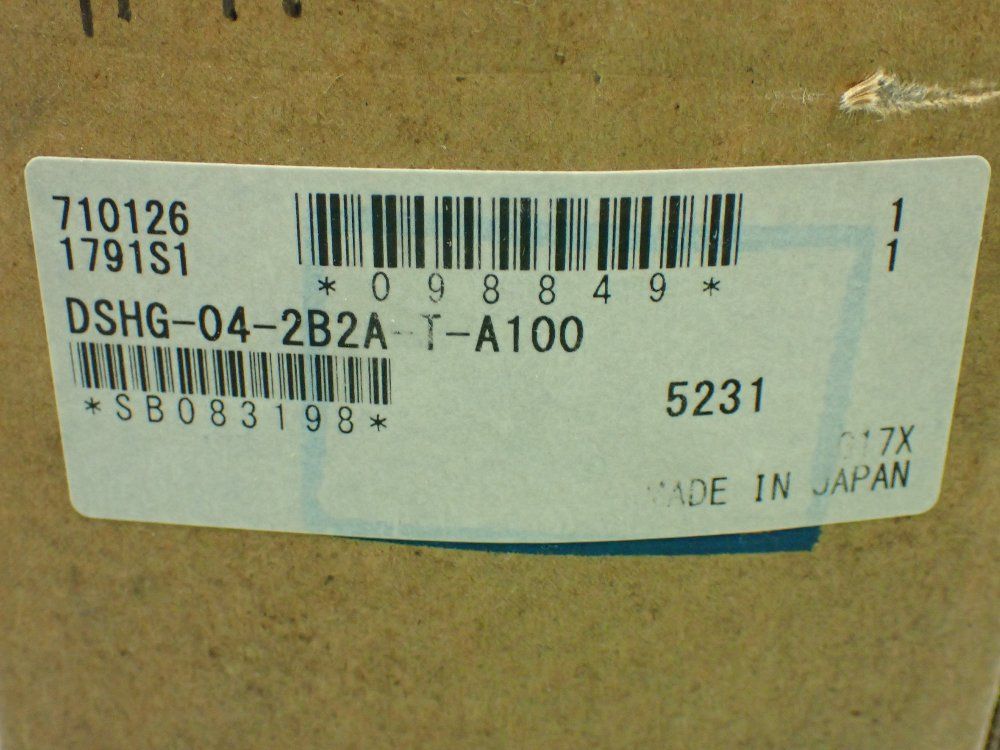 710126 1
1791S1 1
*098849*
DSHG-04-2B2A-T-A100
*SB083198*
5231
MADE IN JAPAN